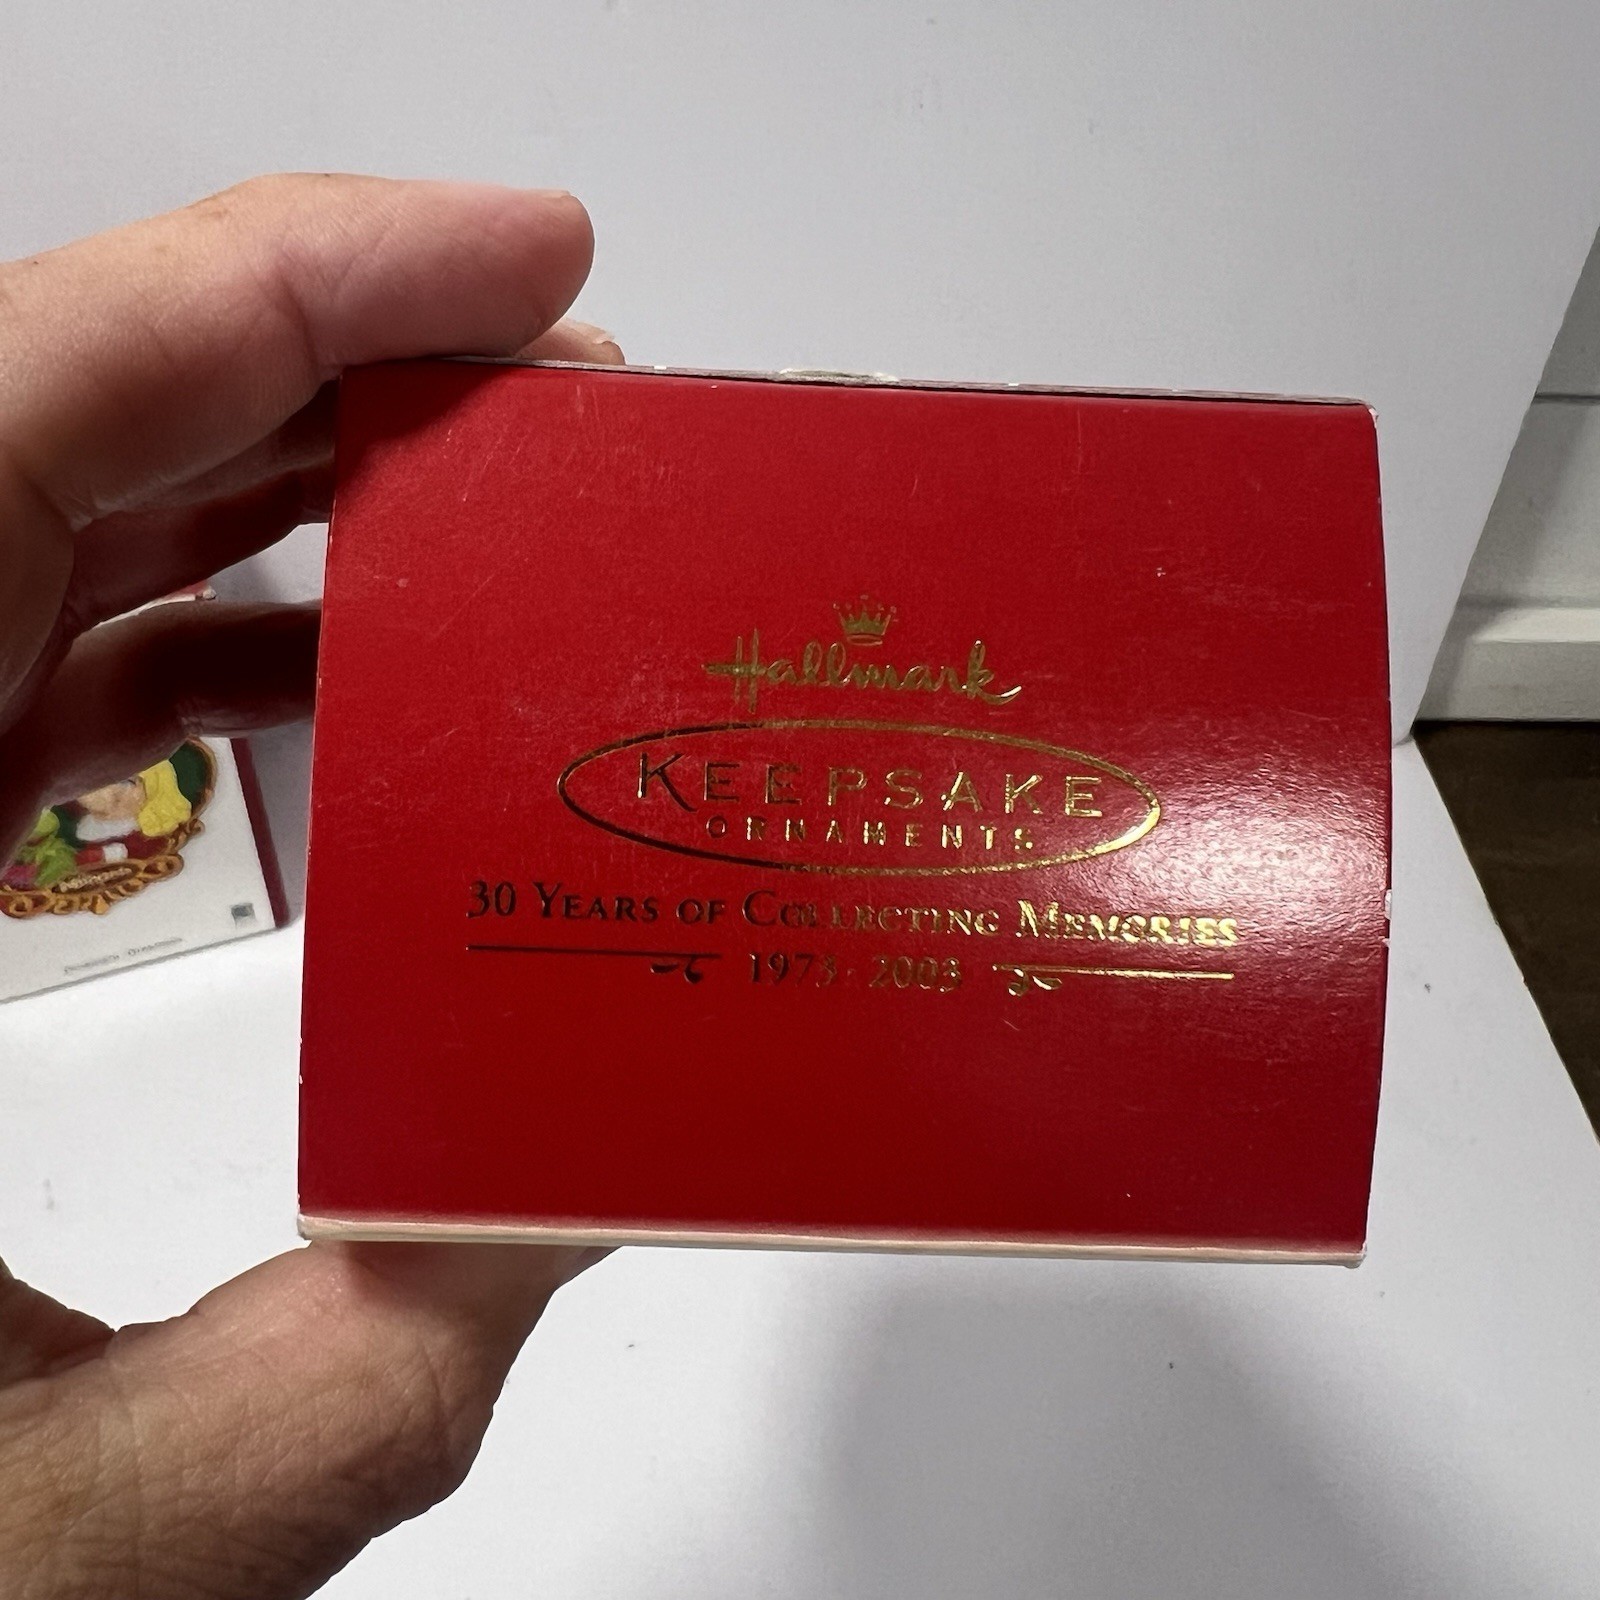 Hallmark
KEEPSAKE
ORNAMENTS
30 YEARS OF COLLECTING MEMORIES
1973-2003